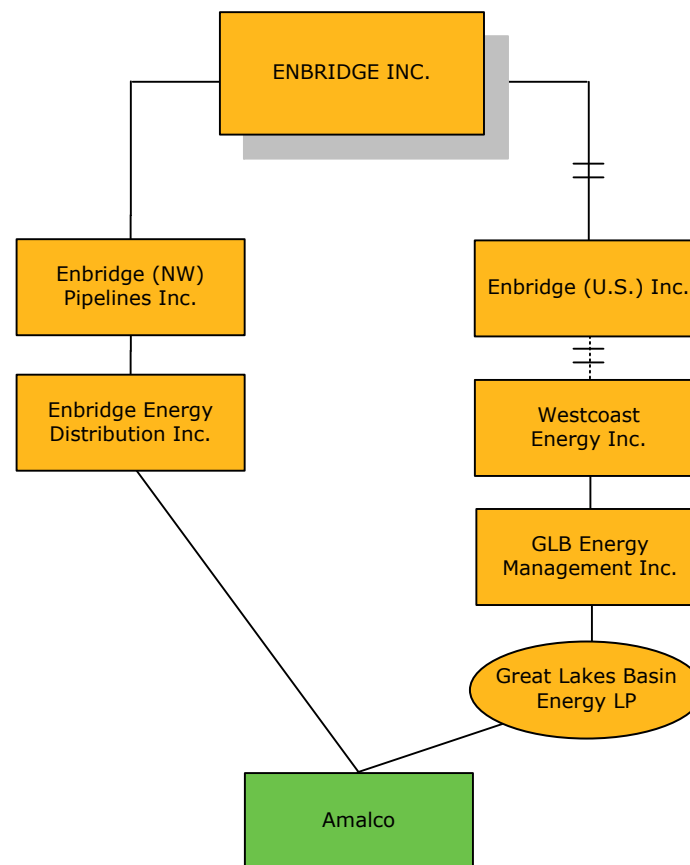 ENBRIDGE INC.
Enbridge (NW)
Pipelines Inc.
Enbridge (U.S.) Inc.
Enbridge Energy
Distribution Inc.
Westcoast
Energy Inc.
GLB Energy
Management Inc.
Great Lakes Basin
Energy LP
Amalco